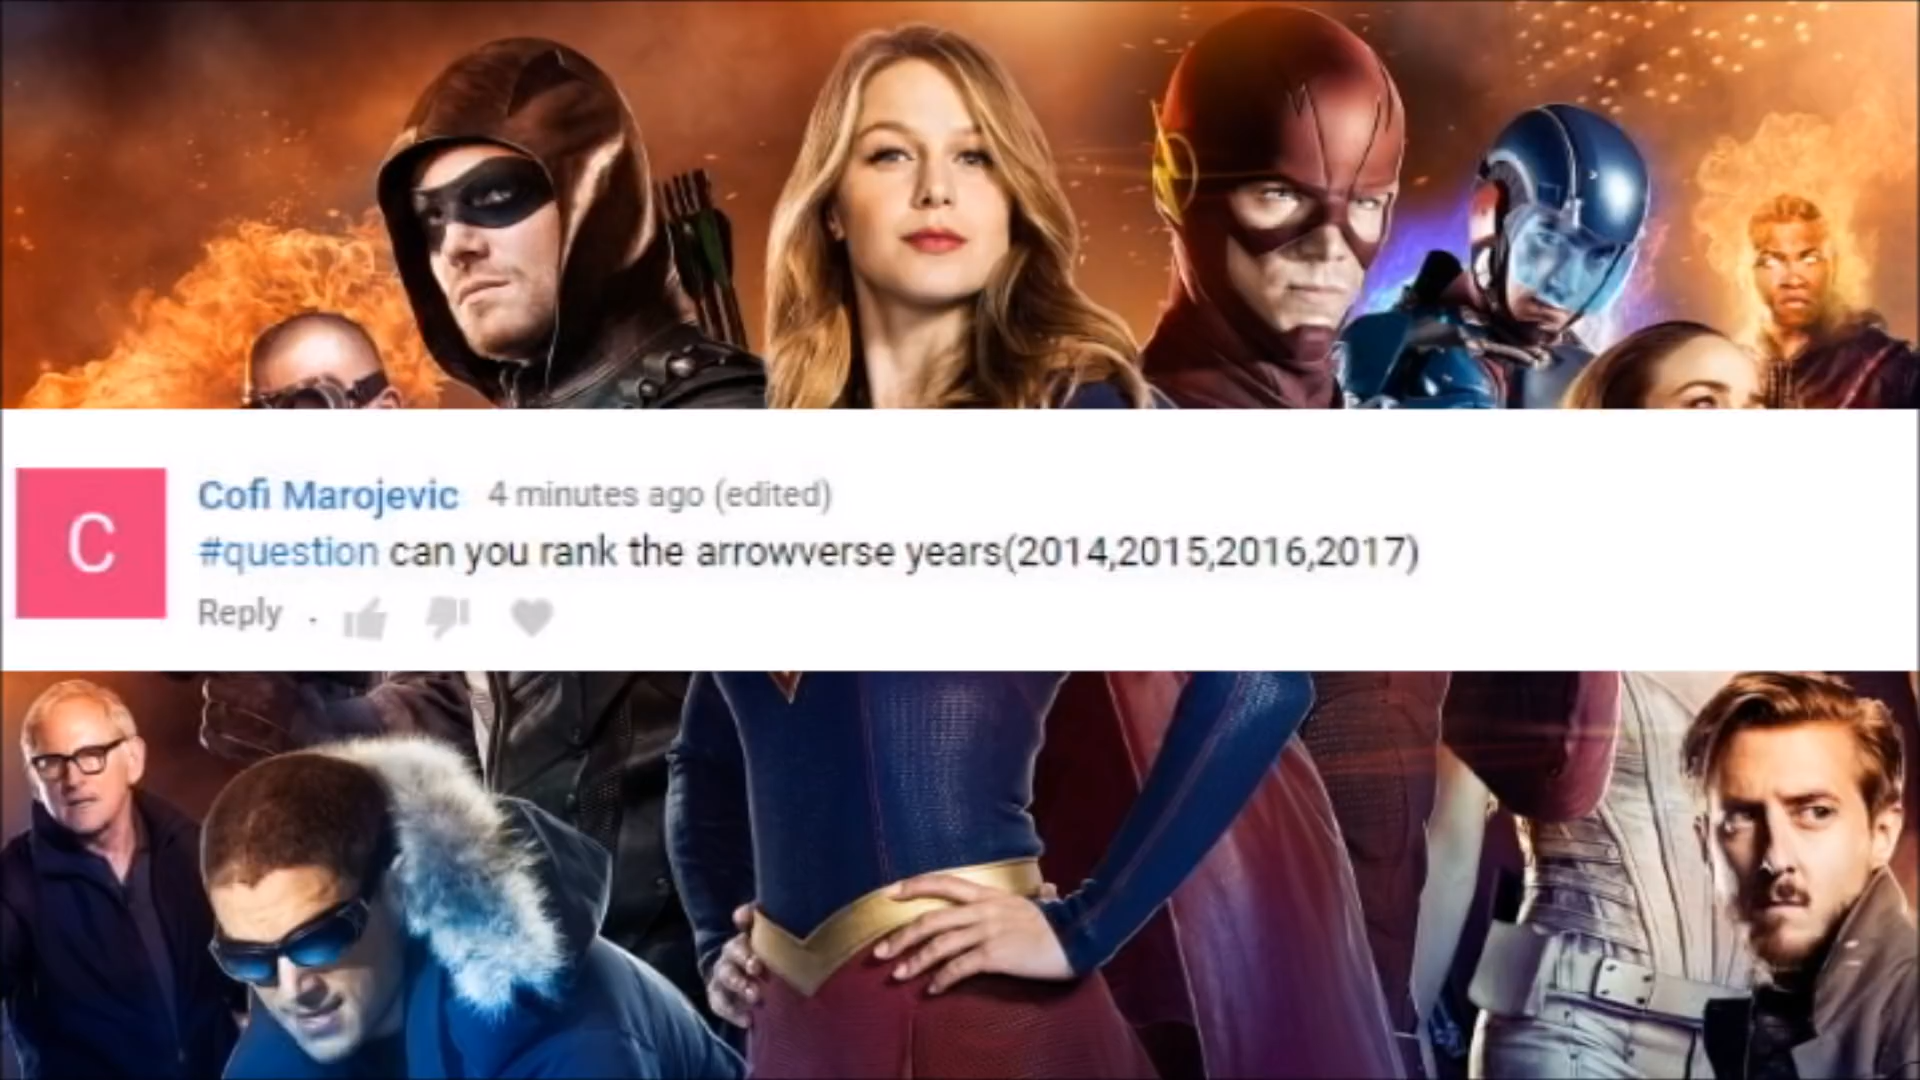 C
Cofi Marojevic 4 minutes ago (edited)
#question can you rank the arrowverse years(2014,2015,2016,2017)
Reply .